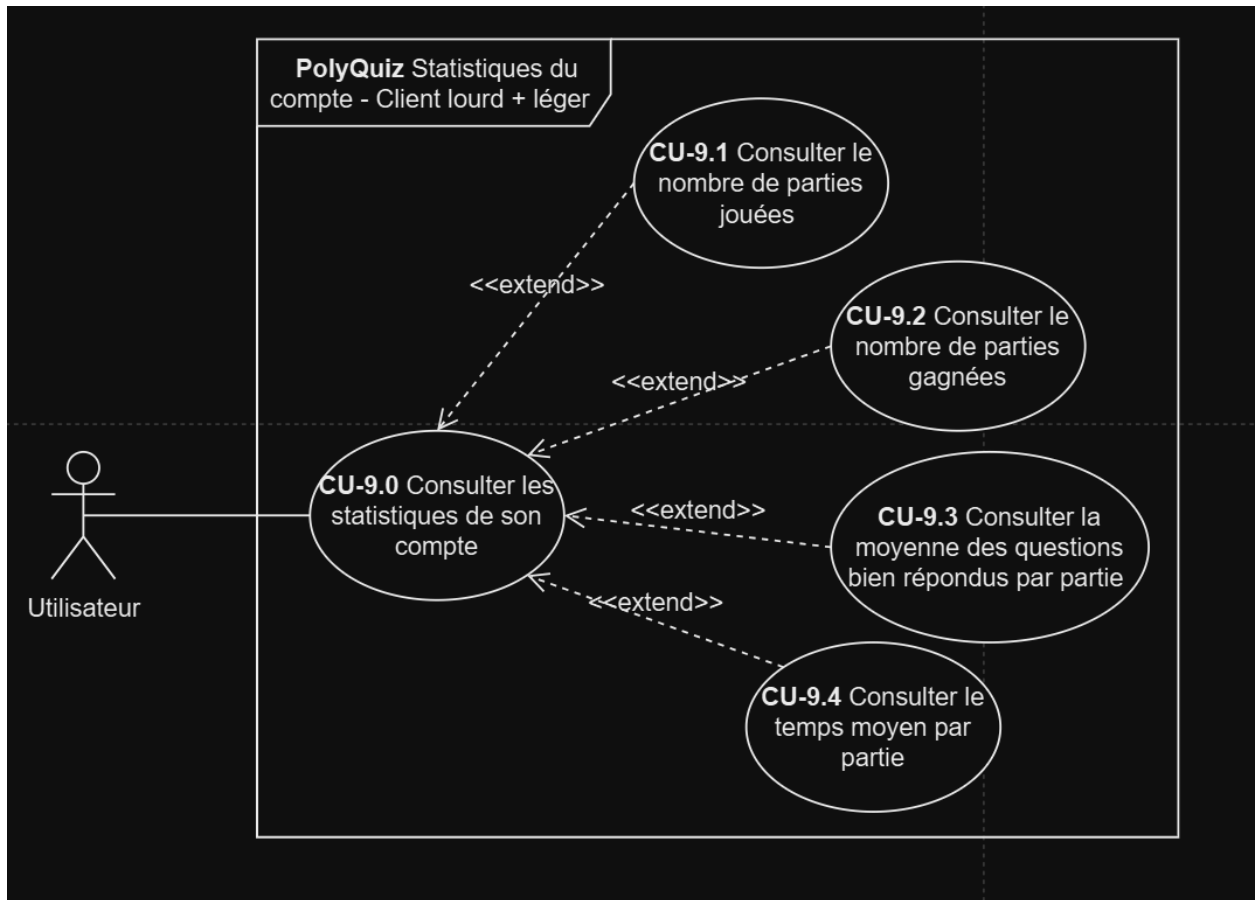 PolyQuiz Statistiques du
compte - Client lourd + léger
CU-9.1 Consulter le
nombre de parties
jouées
<<extend>>
CU-9.2 Consulter le
nombre de parties
gagnées
<<extend>>
CU-9.0 Consulter les
statistiques de son
compte
<<extend>>
CU-9.3 Consulter la
moyenne des questions
bien répondus par partie
Utilisateur
<<extend>>
CU-9.4 Consulter le
temps moyen par
partie